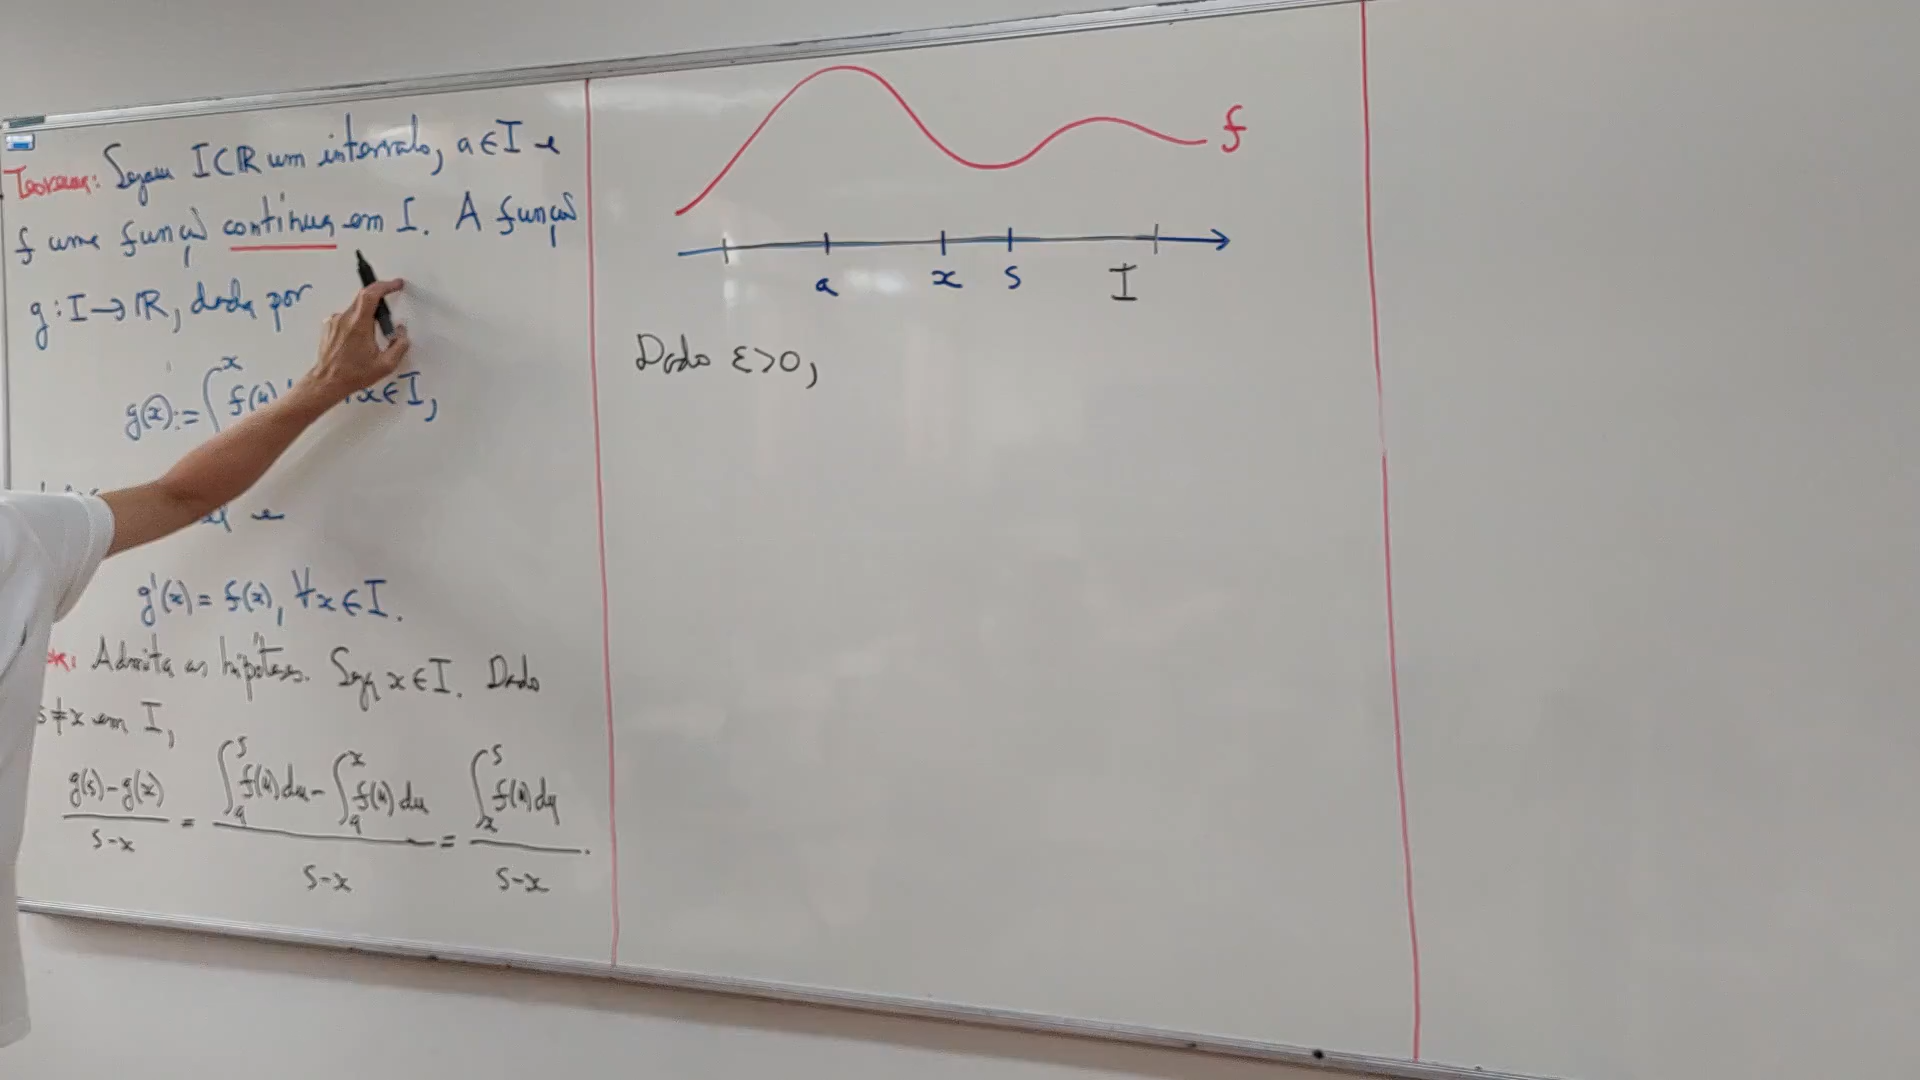 Teorema: Sejam I⊂ℝ um intervalo, a∈I e
f uma função contínua em I. A função
g: I→ℝ, dada por
g(x):=∫ˣ f(u) x∈I,
e
g'(x)=f(x), ∀x∈I.
Admita as hipóteses. Seja x∈I. Dado
s≠x em I,
(g(s)-g(x))/(s-x) = (∫ₐˢ f(u)du - ∫ₐˣ f(u)du)/(s-x) = (∫ₓˢ f(u)du)/(s-x).
f
a x s I
Dado ε>0,